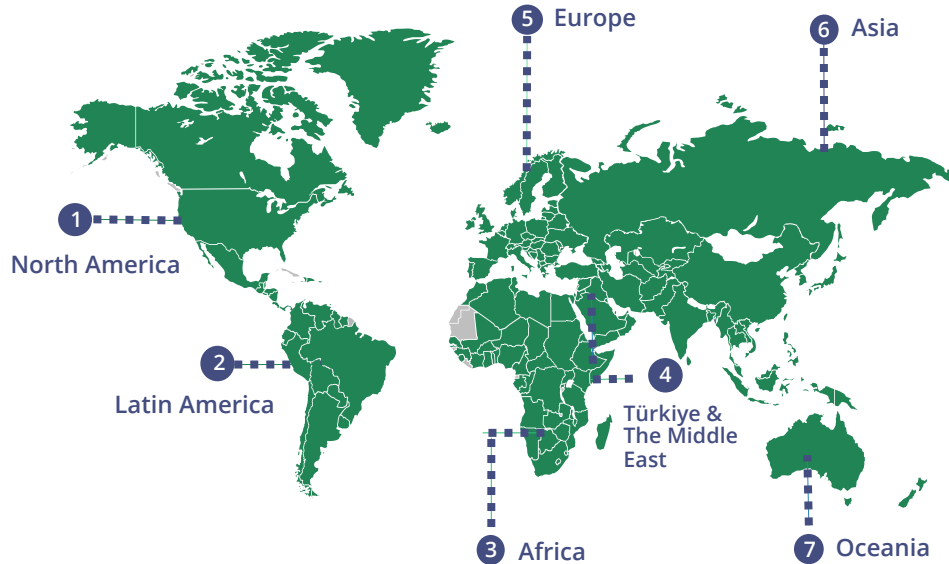 5 Europe
6 Asia
1
North America
2
Latin America
4
Türkiye &
The Middle
East
3 Africa
7 Oceania